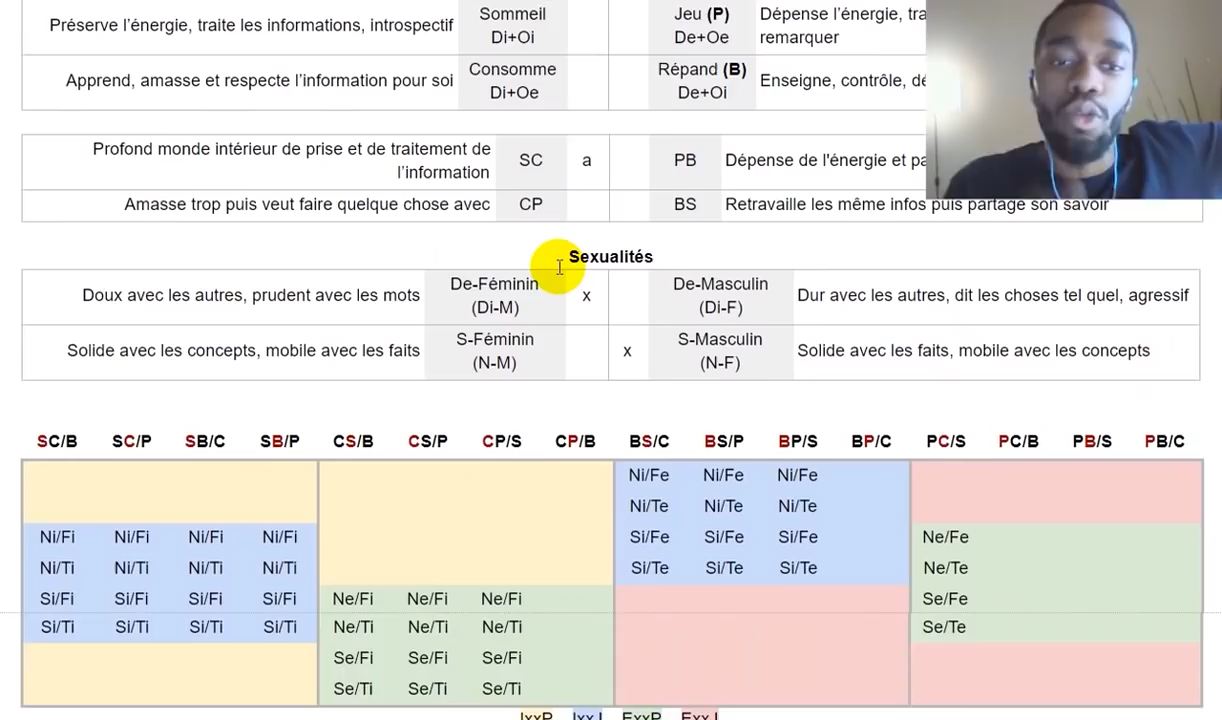 Préserve l’énergie, traite les informations, introspectif
Sommeil
Di+Oi
Jeu (P)
De+Oe
Dépense l’énergie,
remarquer
Apprend, amasse et respecte l’information pour soi
Consomme
Di+Oe
Répand (B)
De+Oi
Enseigne, contrôle,
Profond monde intérieur de prise et de traitement de
l’information
SC
a
PB
Dépense de l'énergie et
Amasse trop puis veut faire quelque chose avec
CP
BS
Retravaille les même infos puis partage son savoir
Sexualités
Doux avec les autres, prudent avec les mots
De-Féminin
(Di-M)
x
De-Masculin
(Di-F)
Dur avec les autres, dit les choses tel quel, agressif
Solide avec les concepts, mobile avec les faits
S-Féminin
(N-M)
x
S-Masculin
(N-F)
Solide avec les faits, mobile avec les concepts
SC/B SC/P SB/C SB/P CS/B CS/P CP/S CP/B BS/C BS/P BP/S BP/C PC/S PC/B PB/S PB/C
Ni/Fe Ni/Fe Ni/Fe
Ni/Te Ni/Te Ni/Te
Ni/Fi Ni/Fi Ni/Fi Ni/Fi Si/Fe Si/Fe Si/Fe Ne/Fe
Ni/Ti Ni/Ti Ni/Ti Ni/Ti Si/Te Si/Te Si/Te Ne/Te
Si/Fi Si/Fi Si/Fi Si/Fi Ne/Fi Ne/Fi Ne/Fi Se/Fe
Si/Ti Si/Ti Si/Ti Si/Ti Ne/Ti Ne/Ti Ne/Ti Se/Te
Se/Fi Se/Fi Se/Fi
Se/Ti Se/Ti Se/Ti
IxxP IxxJ ExxP ExxJ